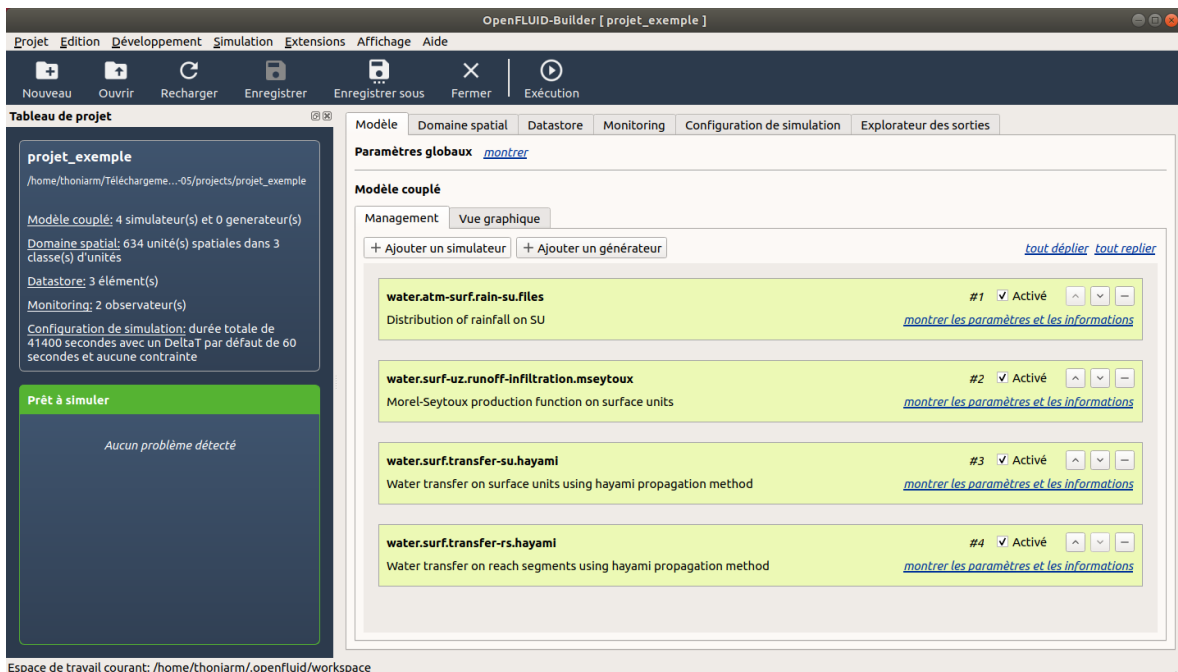 OpenFLUID-Builder [ projet_exemple ]
Projet Edition Développement Simulation Extensions Affichage Aide
Nouveau Ouvrir Recharger Enregistrer Enregistrer sous Fermer Exécution
Tableau de projet
projet_exemple
/home/thoniarm/Téléchargeme...-05/projects/projet_exemple
Modèle couplé: 4 simulateur(s) et 0 generateur(s)
Domaine spatial: 634 unité(s) spatiales dans 3
classe(s) d'unités
Datastore: 3 élément(s)
Monitoring: 2 observateur(s)
Configuration de simulation: durée totale de
41400 secondes avec un DeltaT par défaut de 60
secondes et aucune contrainte
Prêt à simuler
Aucun problème détecté
Modèle Domaine spatial Datastore Monitoring Configuration de simulation Explorateur des sorties
Paramètres globaux montrer
Modèle couplé
Management Vue graphique
+ Ajouter un simulateur + Ajouter un générateur tout déplier tout replier
water.atm-surf.rain-su.files #1 Activé
Distribution of rainfall on SU montrer les paramètres et les informations
water.surf-uz.runoff-infiltration.mseytoux #2 Activé
Morel-Seytoux production function on surface units montrer les paramètres et les informations
water.surf.transfer-su.hayami #3 Activé
Water transfer on surface units using hayami propagation method montrer les paramètres et les informations
water.surf.transfer-rs.hayami #4 Activé
Water transfer on reach segments using hayami propagation method montrer les paramètres et les informations
Espace de travail courant: /home/thoniarm/.openfluid/workspace